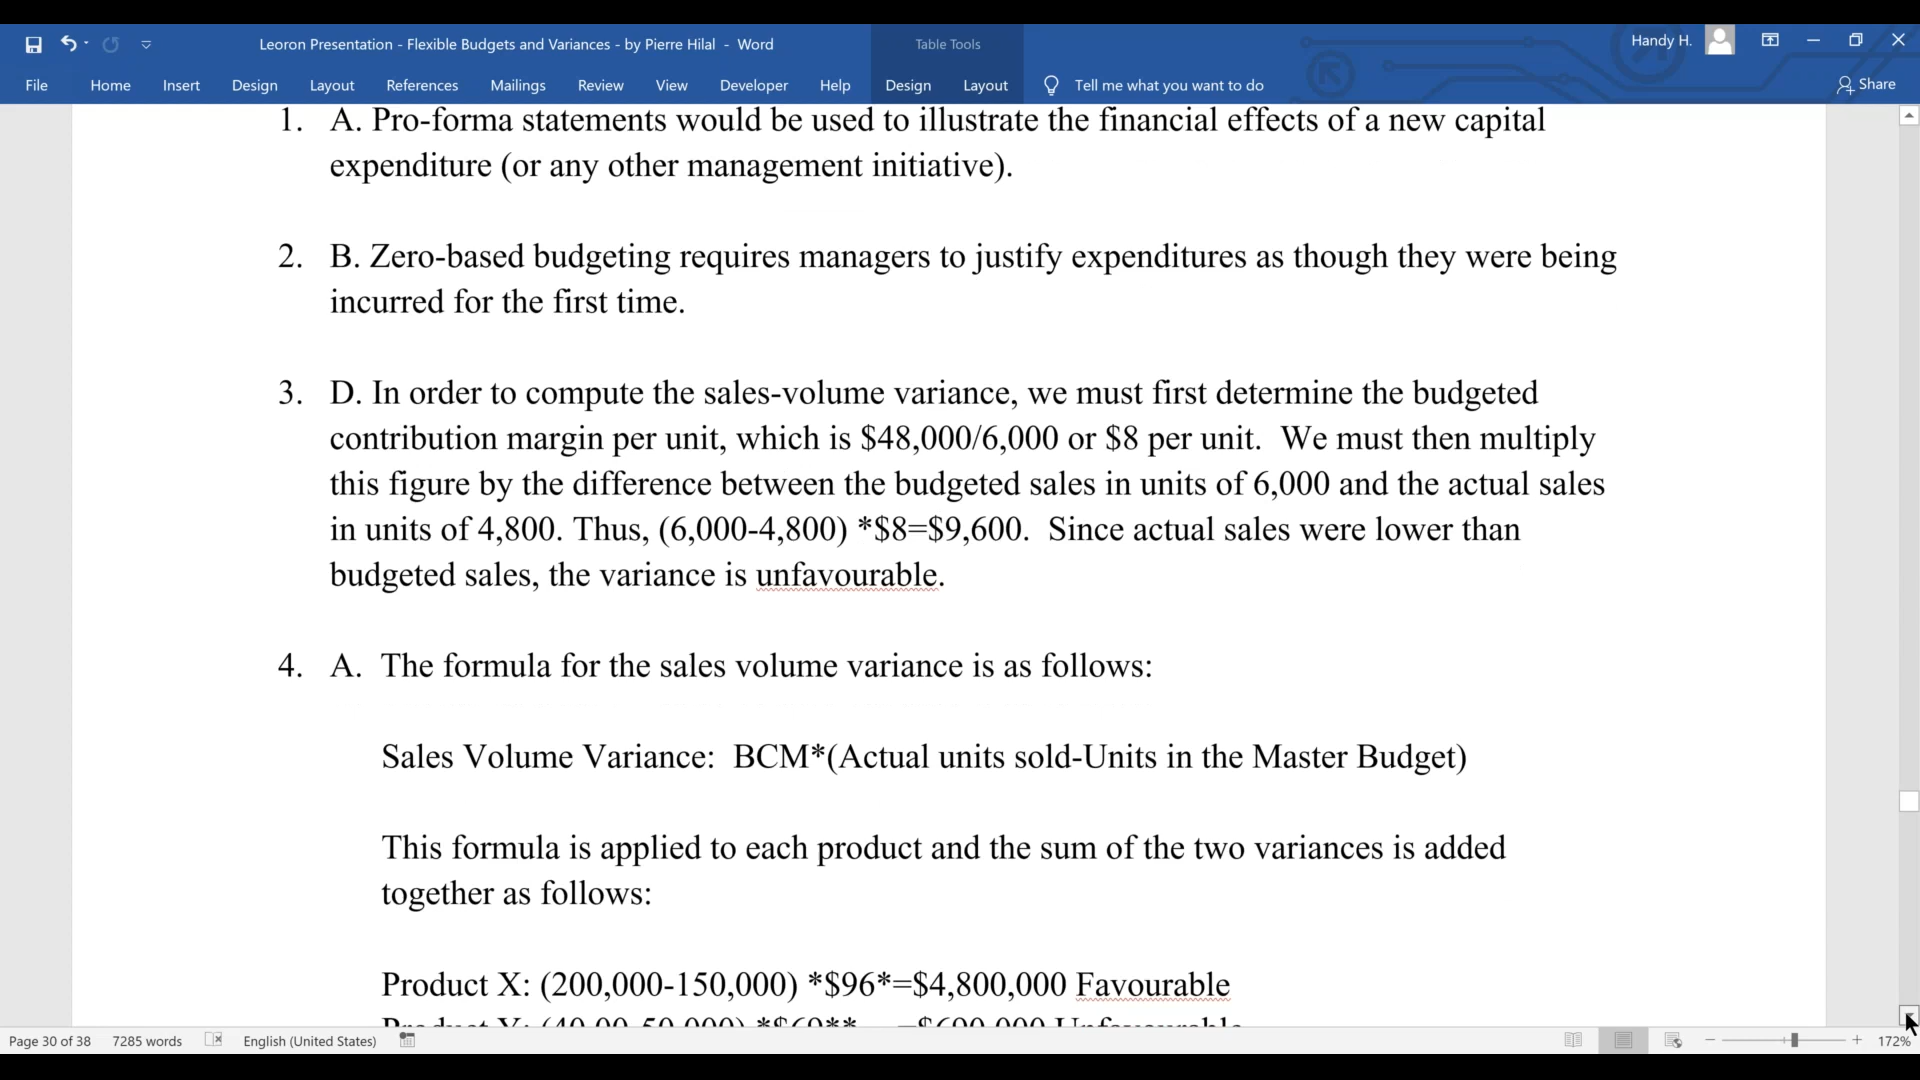 Leoron Presentation - Flexible Budgets and Variances - by Pierre Hilal - Word
Table Tools
Handy H.
File Home Insert Design Layout References Mailings Review View Developer Help Design Layout Tell me what you want to do Share
1. A. Pro-forma statements would be used to illustrate the financial effects of a new capital
expenditure (or any other management initiative).
2. B. Zero-based budgeting requires managers to justify expenditures as though they were being
incurred for the first time.
3. D. In order to compute the sales-volume variance, we must first determine the budgeted
contribution margin per unit, which is $48,000/6,000 or $8 per unit. We must then multiply
this figure by the difference between the budgeted sales in units of 6,000 and the actual sales
in units of 4,800. Thus, (6,000-4,800) *$8=$9,600. Since actual sales were lower than
budgeted sales, the variance is unfavourable.
4. A. The formula for the sales volume variance is as follows:
Sales Volume Variance: BCM*(Actual units sold-Units in the Master Budget)
This formula is applied to each product and the sum of the two variances is added
together as follows:
Product X: (200,000-150,000) *$96*=$4,800,000 Favourable
Page 30 of 38 7285 words English (United States) 172%